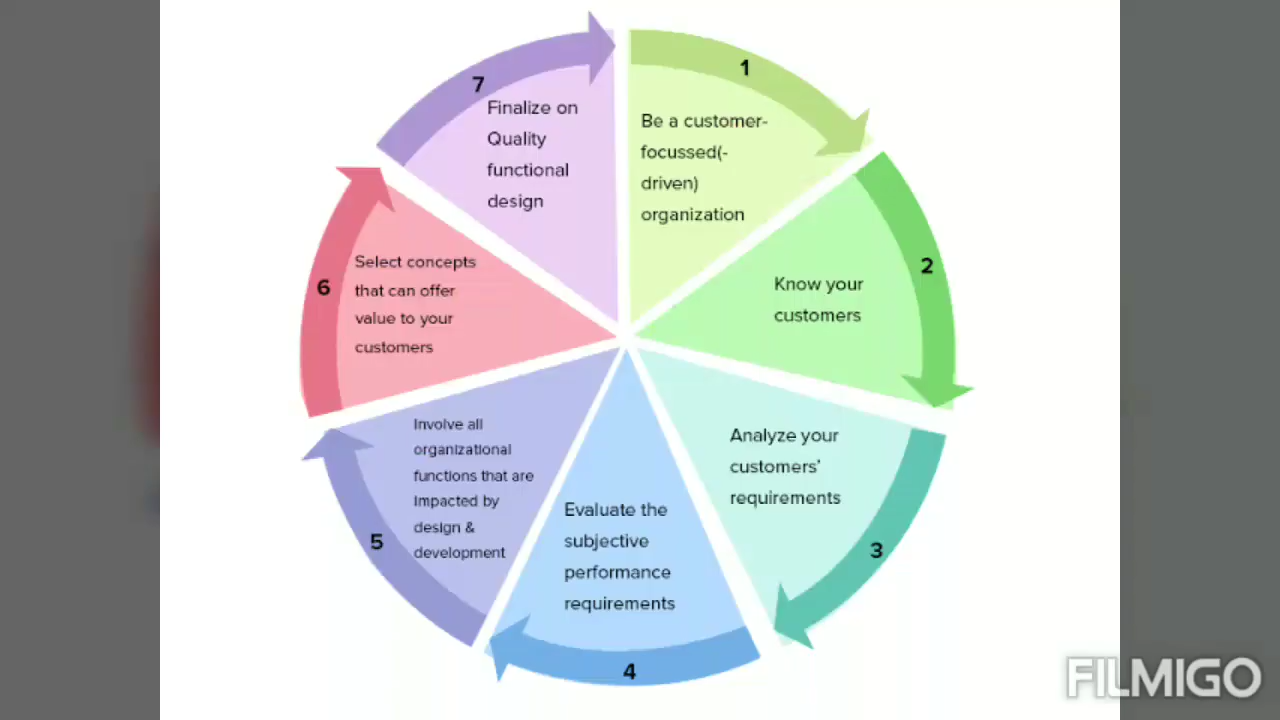 1
Be a customer-
focussed(-
driven)
organization
2
Know your
customers
3
Analyze your
customers'
requirements
4
Evaluate the
subjective
performance
requirements
5
Involve all
organizational
functions that are
impacted by
design &
development
6
Select concepts
that can offer
value to your
customers
7
Finalize on
Quality
functional
design
FILMIGO